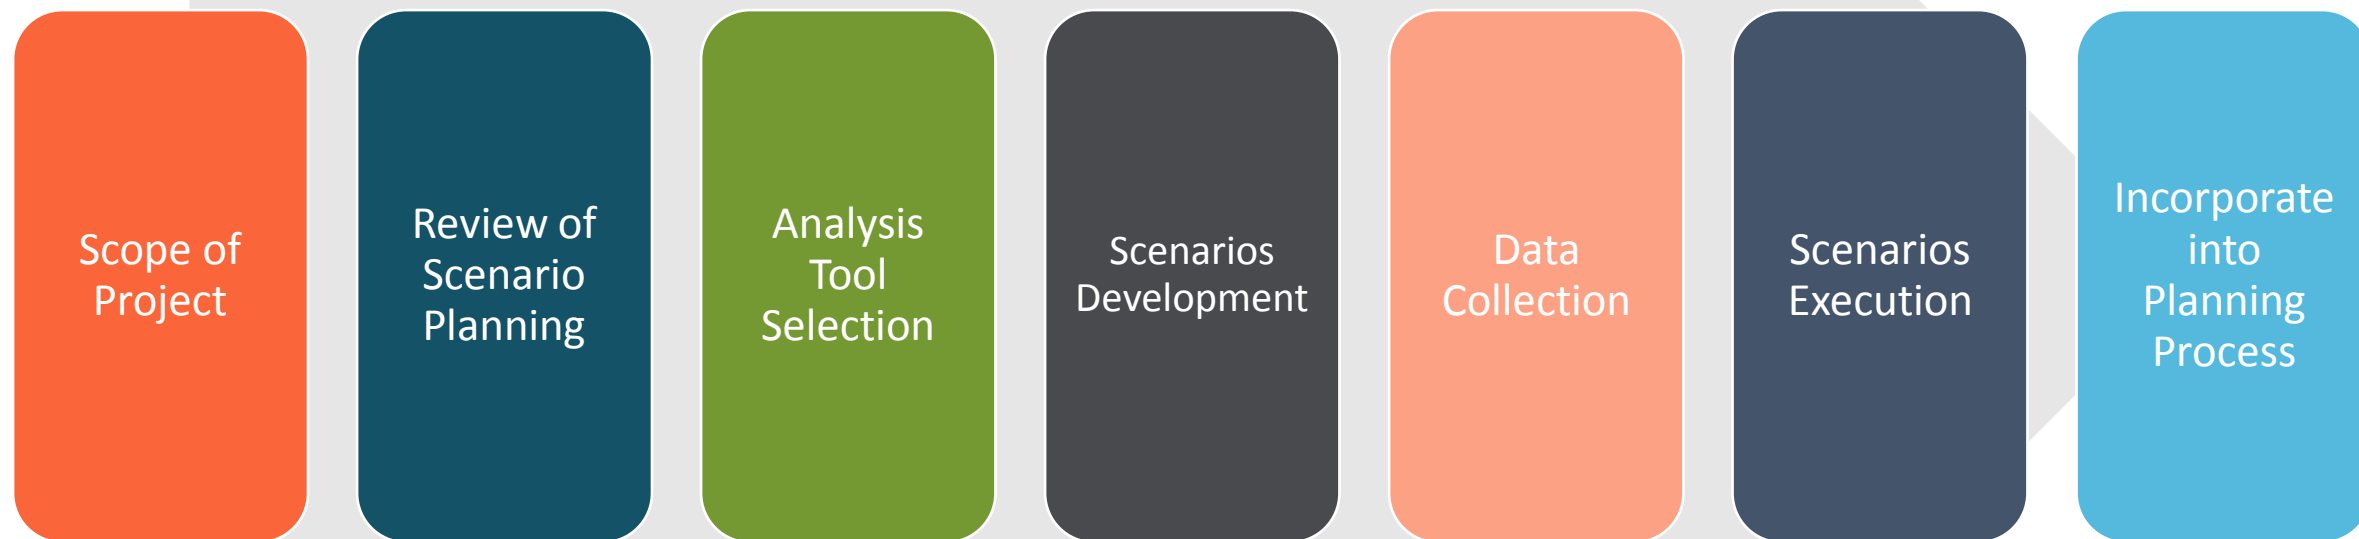 Scope of
Project
Review of
Scenario
Planning
Analysis
Tool
Selection
Scenarios
Development
Data
Collection
Scenarios
Execution
Incorporate
into
Planning
Process